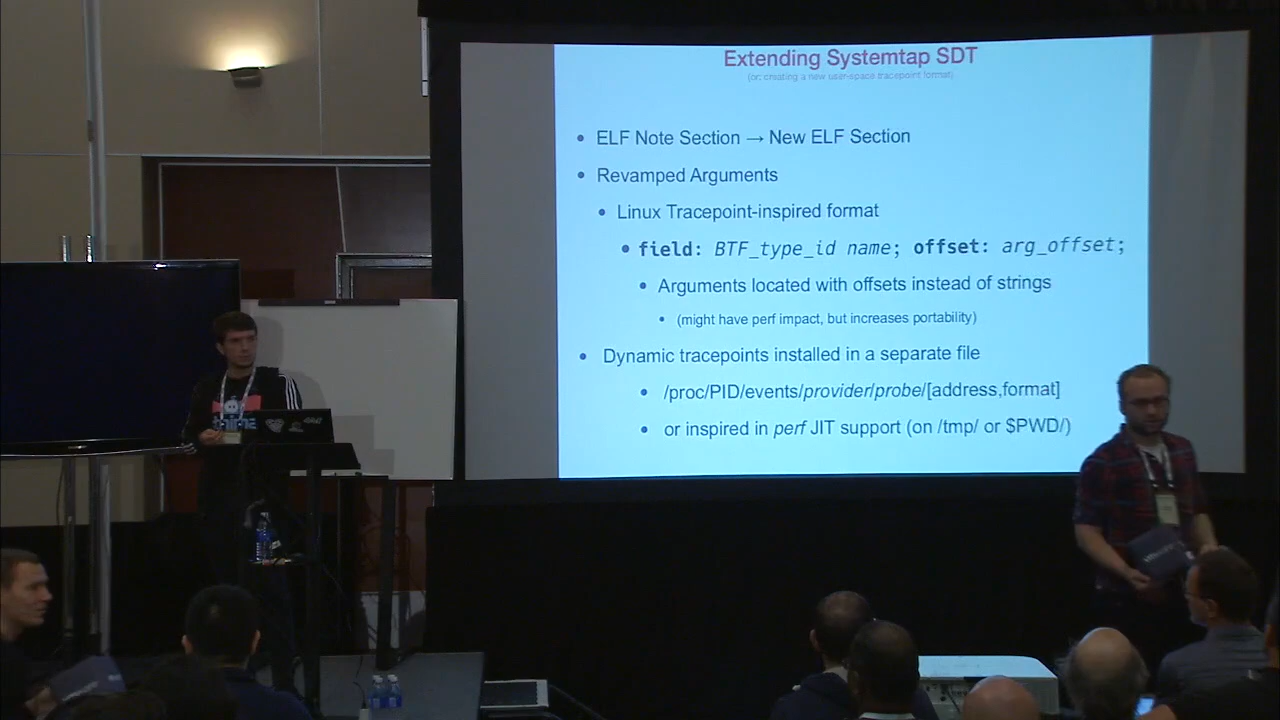 Extending Systemtap SDT
(or: creating a new user-space tracepoint format)
• ELF Note Section → New ELF Section
• Revamped Arguments
• Linux Tracepoint-inspired format
• field: BTF_type_id name; offset: arg_offset;
• Arguments located with offsets instead of strings
• (might have perf impact, but increases portability)
• Dynamic tracepoints installed in a separate file
• /proc/PID/events/provider/probe/[address,format]
• or inspired in perf JIT support (on /tmp/ or $PWD/)